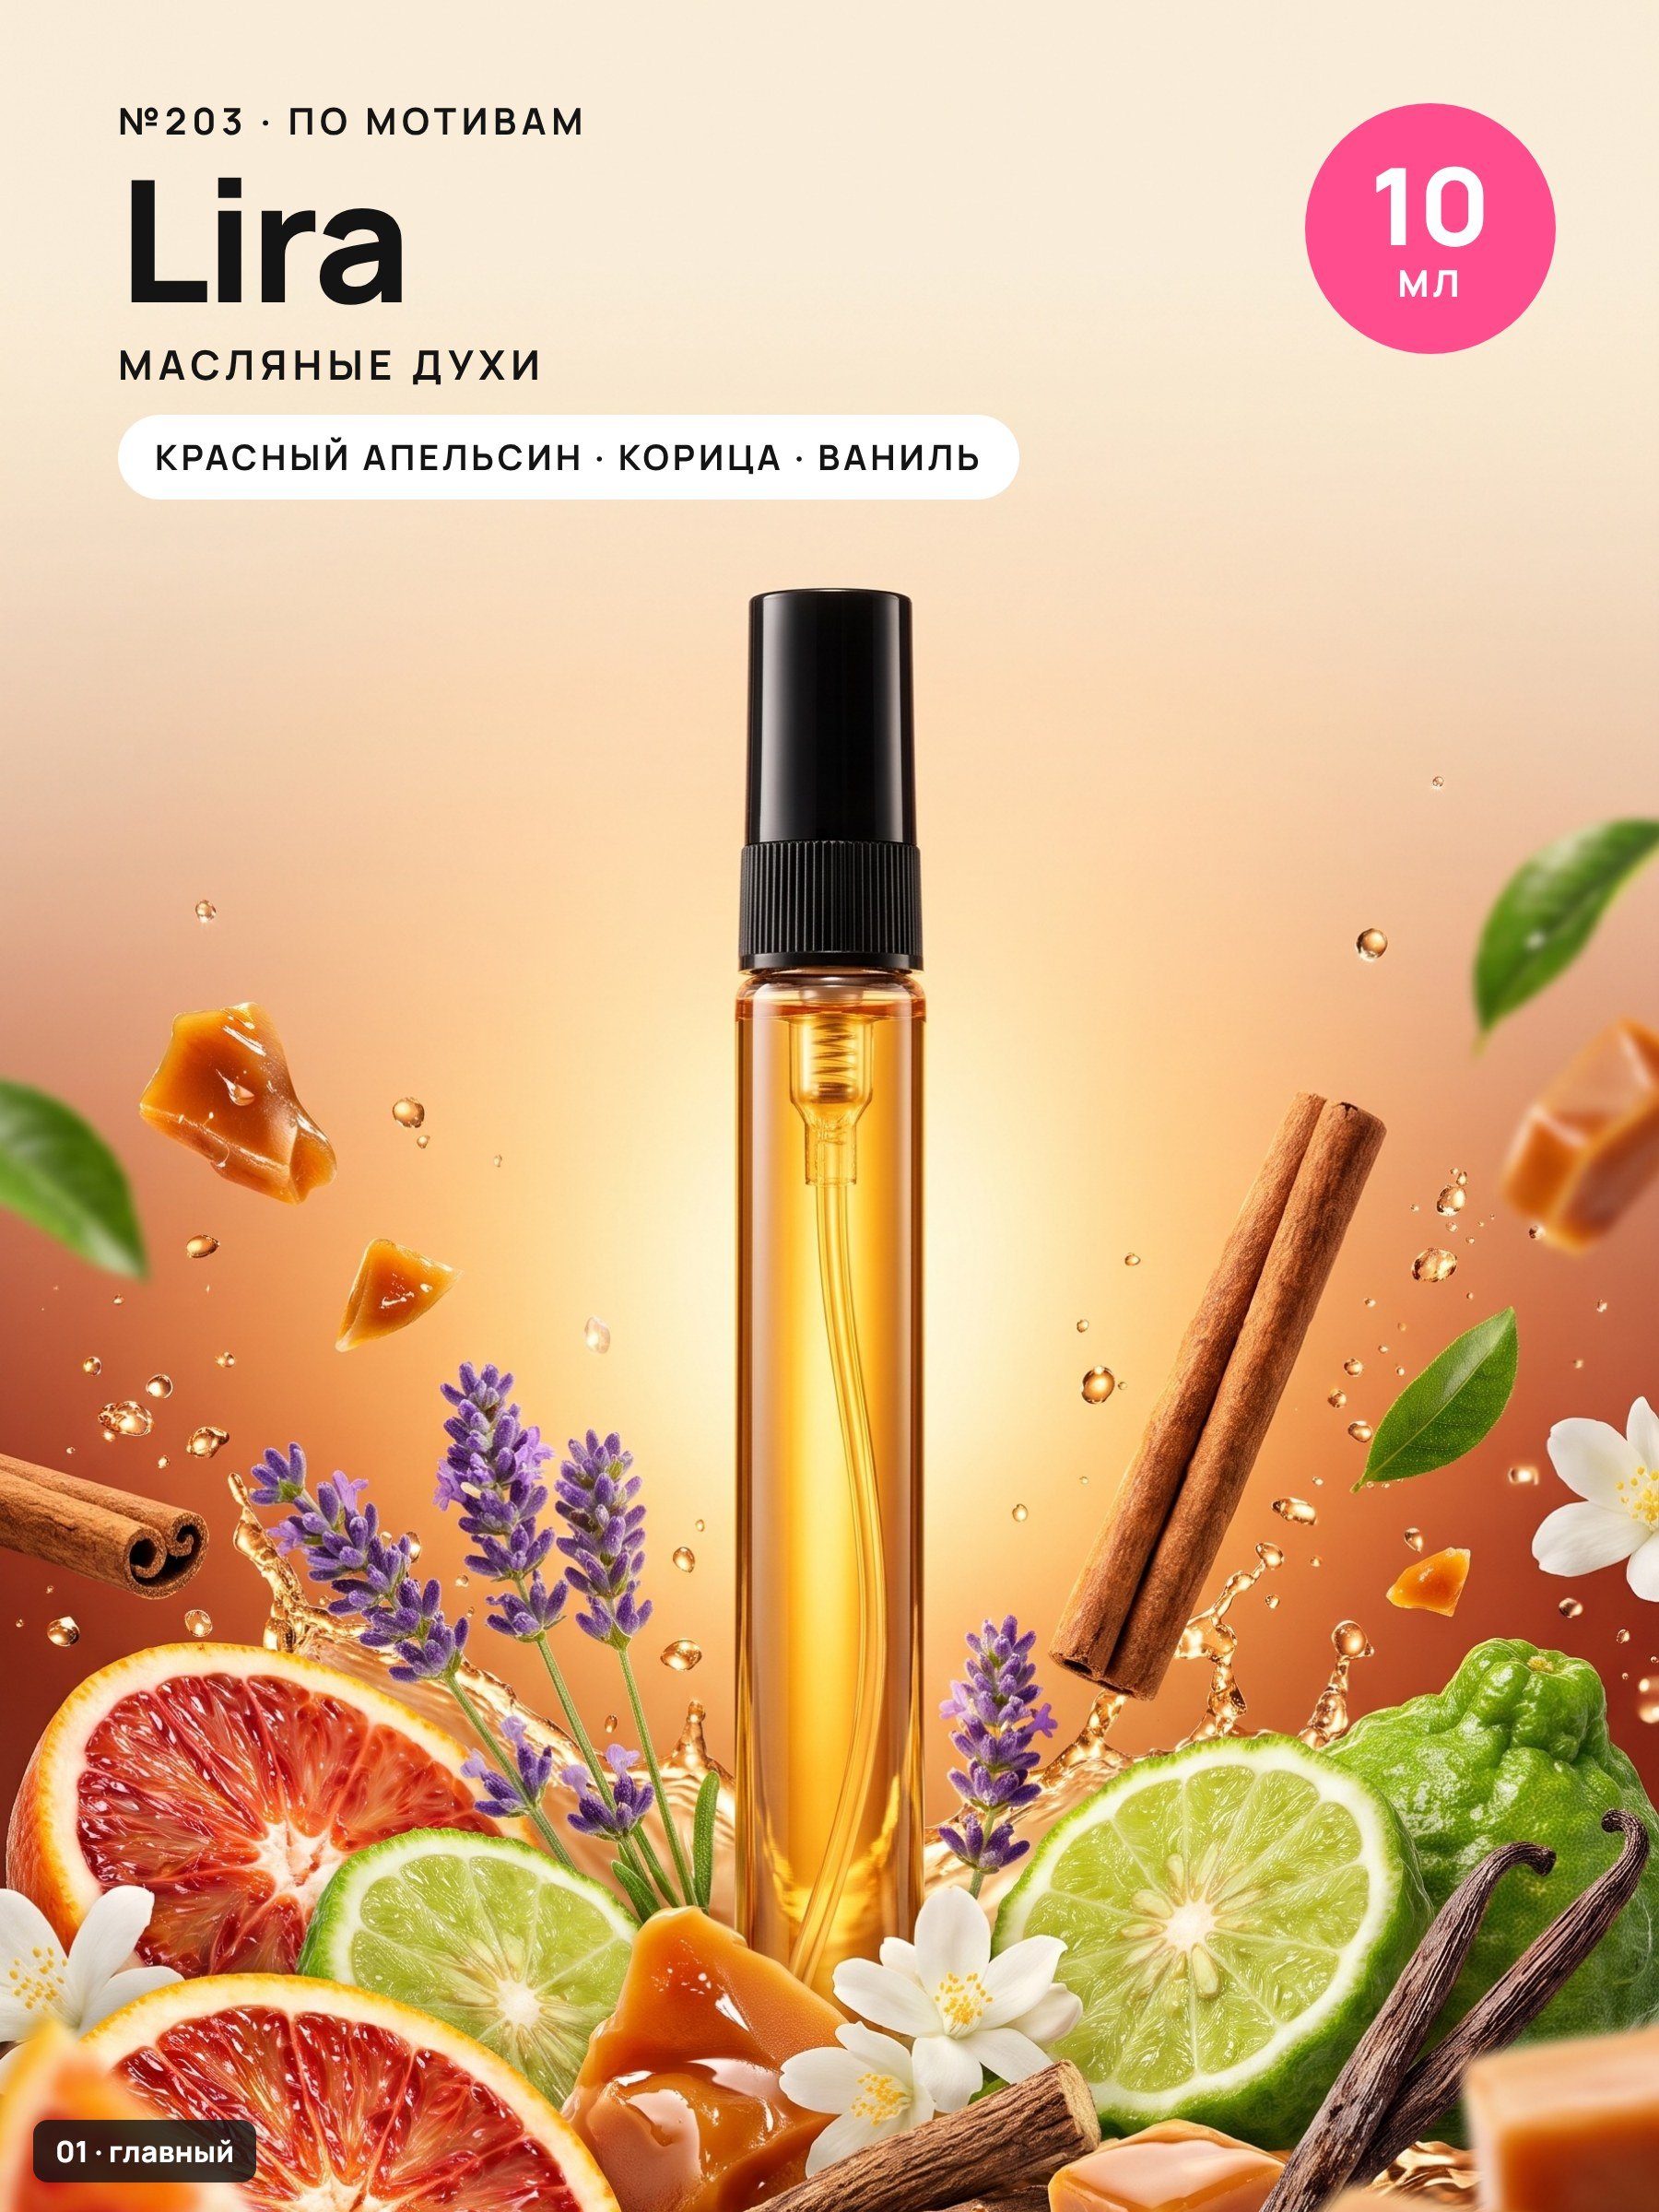 №203 · ПО МОТИВАМ
Lira
МАСЛЯНЫЕ ДУХИ
КРАСНЫЙ АПЕЛЬСИН · КОРИЦА · ВАНИЛЬ
10
МЛ
01 · главный